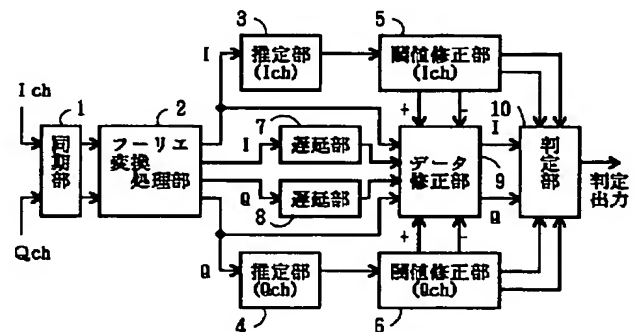 3
5
I
推定部
(Ich)
閾値修正部
(Ich)
Ich
1
2
7
+
-
10
I
同期部
フーリエ
変換
処理部
I
遅延部
データ
修正部
9
判定部
判定
出力
Q
遅延部
8
Q
Qch
+
-
Q
推定部
(Qch)
閾値修正部
(Qch)
4
6